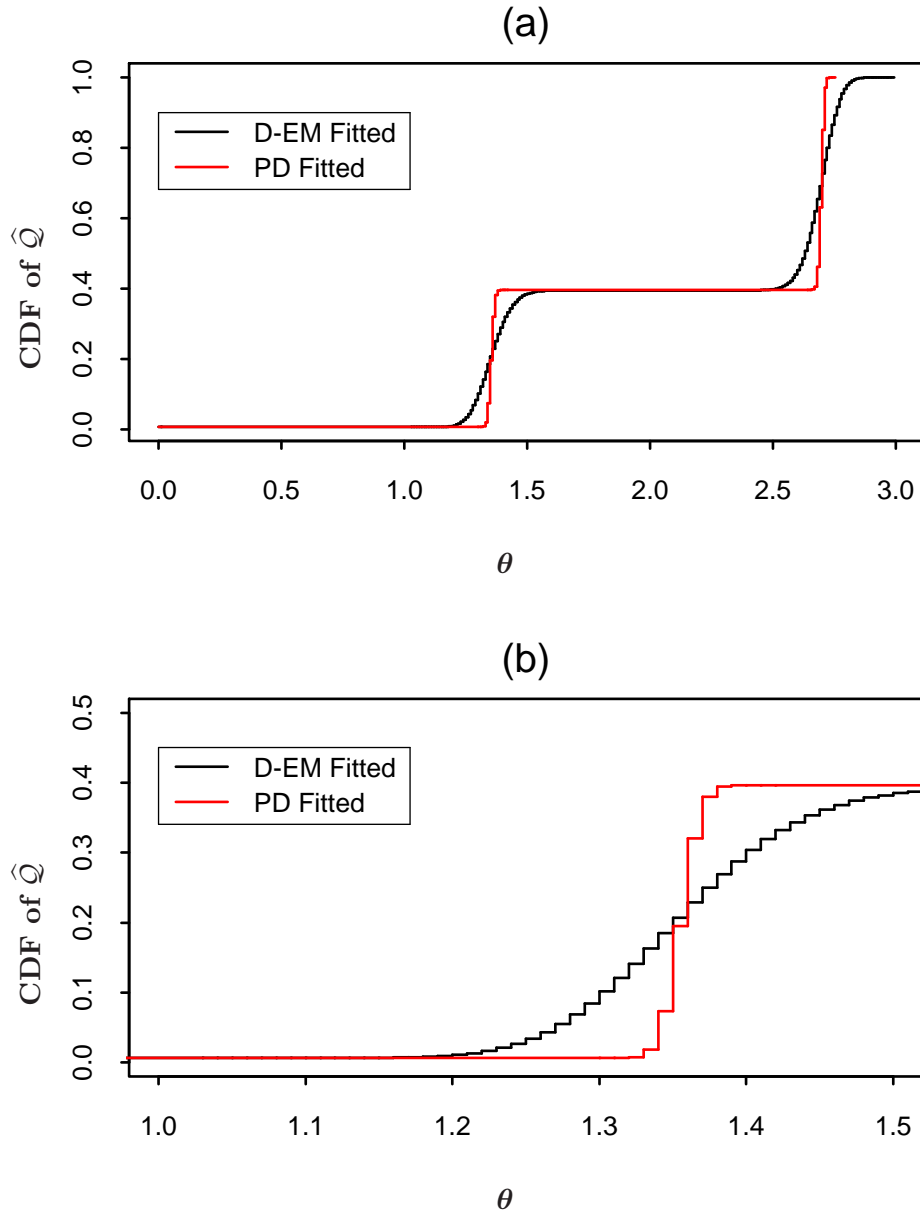 (a)
CDF of \widehat{Q}
1.0
0.8
0.6
0.4
0.2
0.0
D-EM Fitted
PD Fitted
0.0 0.5 1.0 1.5 2.0 2.5 3.0
θ
(b)
CDF of \widehat{Q}
0.5
0.4
0.3
0.2
0.1
0.0
D-EM Fitted
PD Fitted
1.0 1.1 1.2 1.3 1.4 1.5
θ